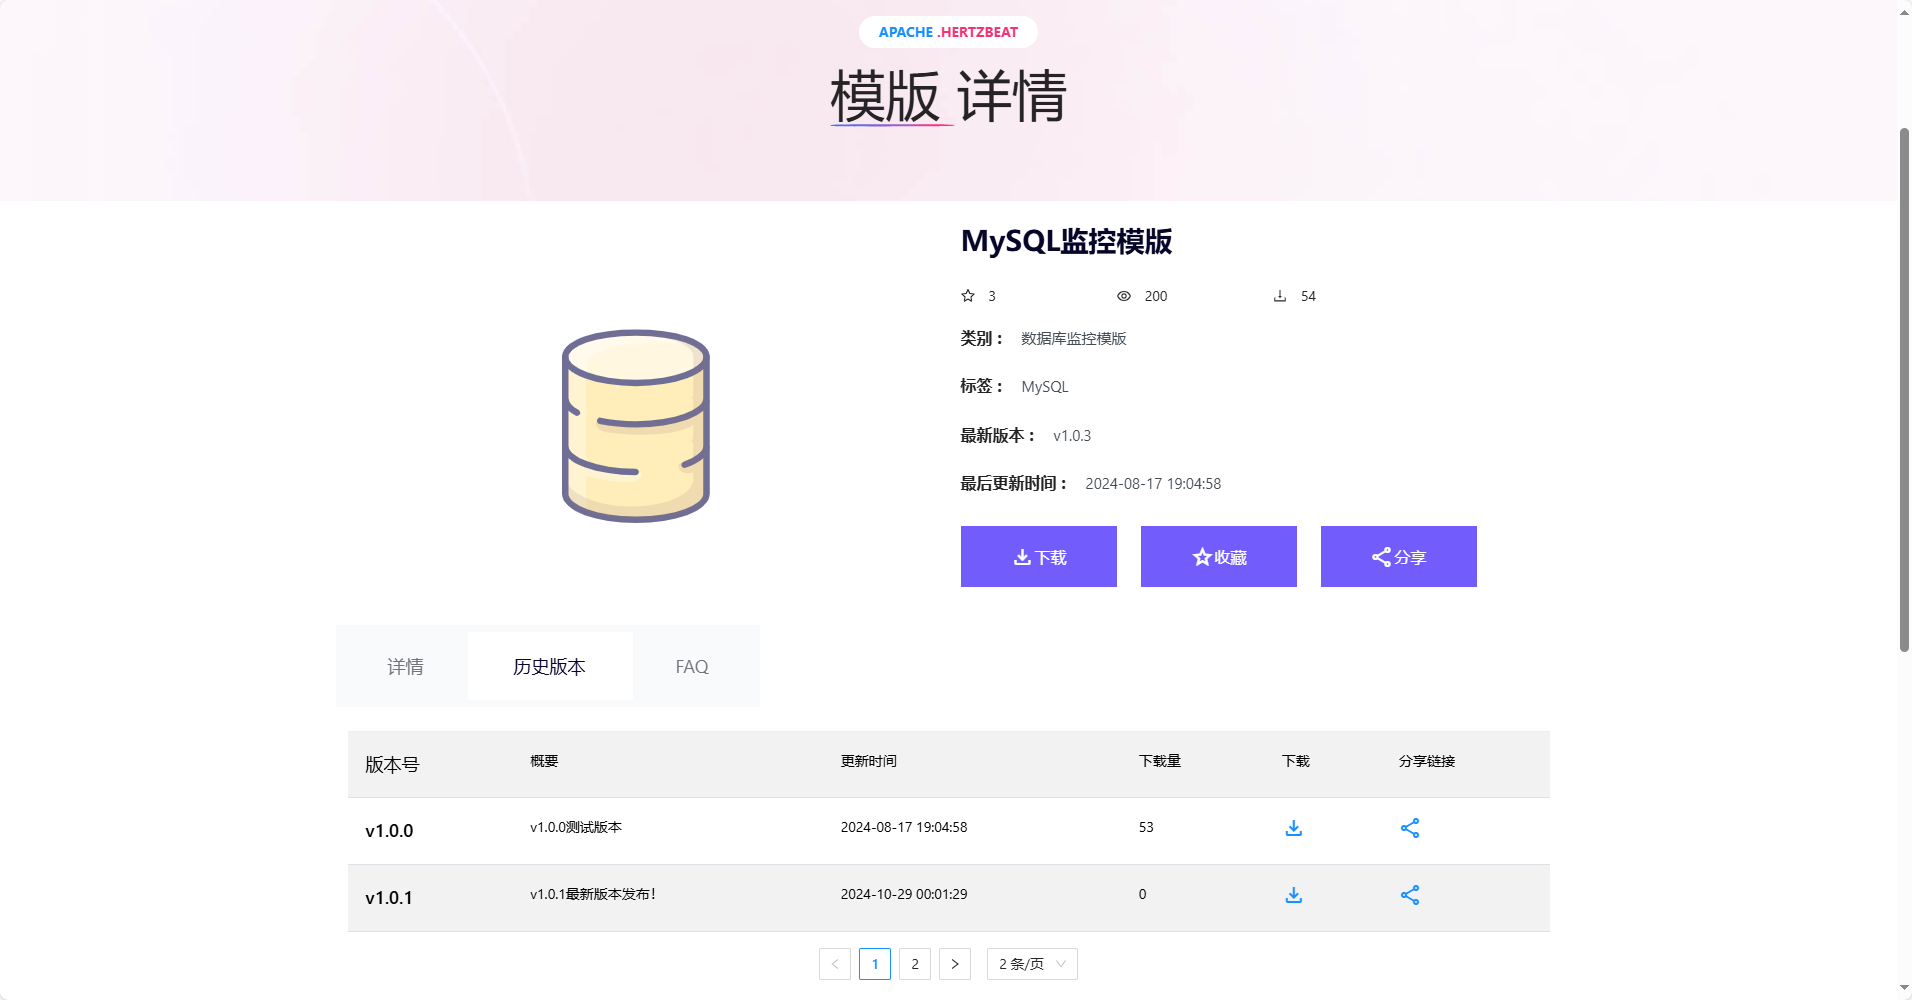 APACHE .HERTZBEAT
模版 详情
MySQL监控模版
3 200 54
类别： 数据库监控模版
标签： MySQL
最新版本： v1.0.3
最后更新时间： 2024-08-17 19:04:58
下载 收藏 分享
详情 历史版本 FAQ
版本号 概要 更新时间 下载量 下载 分享链接
v1.0.0 v1.0.0测试版本 2024-08-17 19:04:58 53
v1.0.1 v1.0.1最新版本发布！ 2024-10-29 00:01:29 0
< 1 2 > 2 条/页